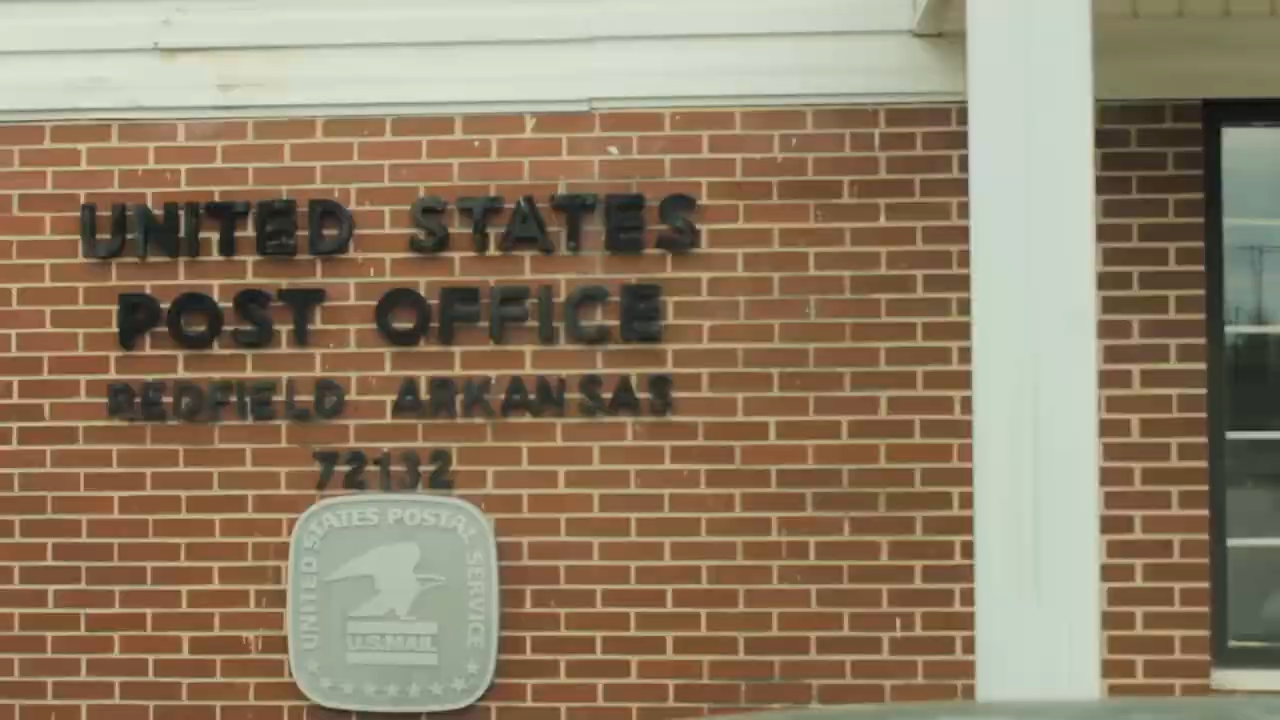 UNITED STATES
POST OFFICE
REDFIELD ARKANSAS
72132
UNITED STATES POSTAL SERVICE
U.S.MAIL